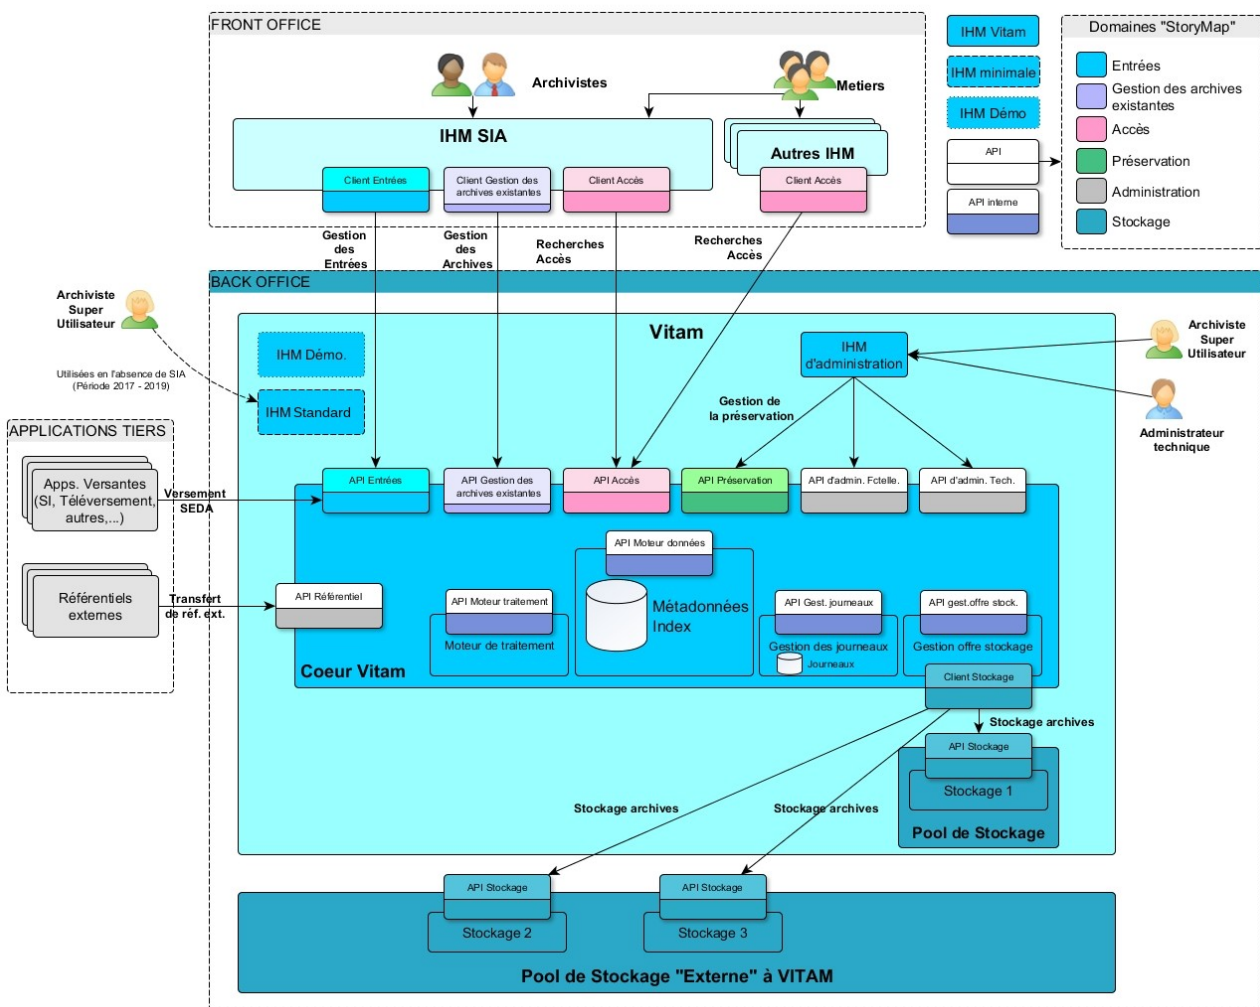 FRONT OFFICE
Archivistes
Metiers
IHM SIA
Autres IHM
Client Entrées
Client Gestion des
archives existantes
Client Accès
Client Accès
IHM Vitam
IHM minimale
IHM Démo
API
API interne
Domaines "StoryMap"
Entrées
Gestion des archives
existantes
Accès
Préservation
Administration
Stockage
Gestion
des
Entrées
Gestion
des
Archives
Recherches
Accès
Recherches
Accès
BACK OFFICE
Archiviste
Super
Utilisateur
Utilisées en l'absence de SIA
(Période 2017 - 2019)
Vitam
IHM Démo.
IHM Standard
IHM
d'administration
Archiviste
Super
Utilisateur
Administrateur
technique
Gestion de
la préservation
APPLICATIONS TIERS
Apps. Versantes
(SI, Téléversement,
autres,...)
Versement
SEDA
Référentiels
externes
Transfért
de réf. ext.
API Entrées
API Gestion des
archives existantes
API Accès
API Préservation
API d'admin. Fctelle.
API d'admin. Tech.
API Référentiel
API Moteur traitement
Moteur de traitement
API Moteur données
Métadonnées
Index
API Gest. journeaux
Gestion des journeaux
Journeaux
API gest.offre stock.
Gestion offre stockage
Coeur Vitam
Client Stockage
Stockage archives
API Stockage
Stockage 1
Pool de Stockage
Stockage archives
Stockage archives
API Stockage
Stockage 2
API Stockage
Stockage 3
Pool de Stockage "Externe" à VITAM